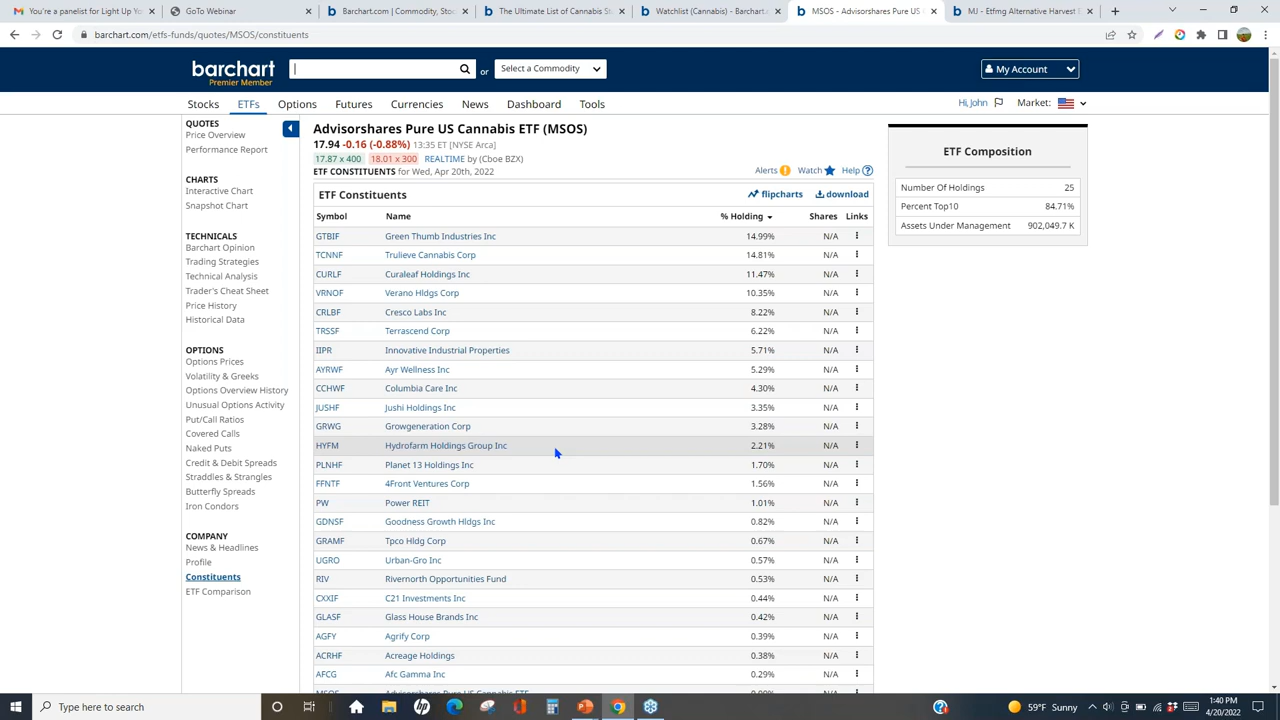 You're a panelist for Light Up Yo
GoTo Webinar
Barchart.com | Commodity, Stoc
The Ultimate List of Cannabis St
Watchlist (Cannabis) - Barchart.c
MSOS - Advisorshares Pure US
MJ - Etfmg Alternative Harvest E
barchart.com/etfs-funds/quotes/MSOS/constituents
barchart
Premier Member
or
Select a Commodity
My Account
Stocks
ETFs
Options
Futures
Currencies
News
Dashboard
Tools
Hi, John
Market:
QUOTES
Price Overview
Performance Report
CHARTS
Interactive Chart
Snapshot Chart
TECHNICALS
Barchart Opinion
Trading Strategies
Technical Analysis
Trader's Cheat Sheet
Price History
Historical Data
OPTIONS
Options Prices
Volatility & Greeks
Options Overview History
Unusual Options Activity
Put/Call Ratios
Covered Calls
Naked Puts
Credit & Debit Spreads
Straddles & Strangles
Butterfly Spreads
Iron Condors
COMPANY
News & Headlines
Profile
Constituents
ETF Comparison
Advisorshares Pure US Cannabis ETF (MSOS)
17.94 -0.16 (-0.88%) 13:35 ET [NYSE Arca]
17.87 x 400 18.01 x 300 REALTIME by (Cboe BZX)
ETF CONSTITUENTS for Wed, Apr 20th, 2022
Alerts Watch Help
ETF Constituents flipcharts download
Symbol Name % Holding Shares Links
GTBIF Green Thumb Industries Inc 14.99% N/A
TCNNF Trulieve Cannabis Corp 14.81% N/A
CURLF Curaleaf Holdings Inc 11.47% N/A
VRNOF Verano Hldgs Corp 10.35% N/A
CRLBF Cresco Labs Inc 8.22% N/A
TRSSF Terrascend Corp 6.22% N/A
IIPR Innovative Industrial Properties 5.71% N/A
AYRWF Ayr Wellness Inc 5.29% N/A
CCHWF Columbia Care Inc 4.30% N/A
JUSHF Jushi Holdings Inc 3.35% N/A
GRWG Growgeneration Corp 3.28% N/A
HYFM Hydrofarm Holdings Group Inc 2.21% N/A
PLNHF Planet 13 Holdings Inc 1.70% N/A
FFNTF 4Front Ventures Corp 1.56% N/A
PW Power REIT 1.01% N/A
GDNSF Goodness Growth Hldgs Inc 0.82% N/A
GRAMF Tpco Hldg Corp 0.67% N/A
UGRO Urban-Gro Inc 0.57% N/A
RIV Rivernorth Opportunities Fund 0.53% N/A
CXXIF C21 Investments Inc 0.44% N/A
GLASF Glass House Brands Inc 0.42% N/A
AGFY Agrify Corp 0.39% N/A
ACRHF Acreage Holdings 0.38% N/A
AFCG Afc Gamma Inc 0.29% N/A
MSOS Advisorshares Pure US Cannabis ETF 0.00% N/A
ETF Composition
Number Of Holdings 25
Percent Top10 84.71%
Assets Under Management 902,049.7 K
Type here to search
59°F Sunny
1:40 PM
4/20/2022